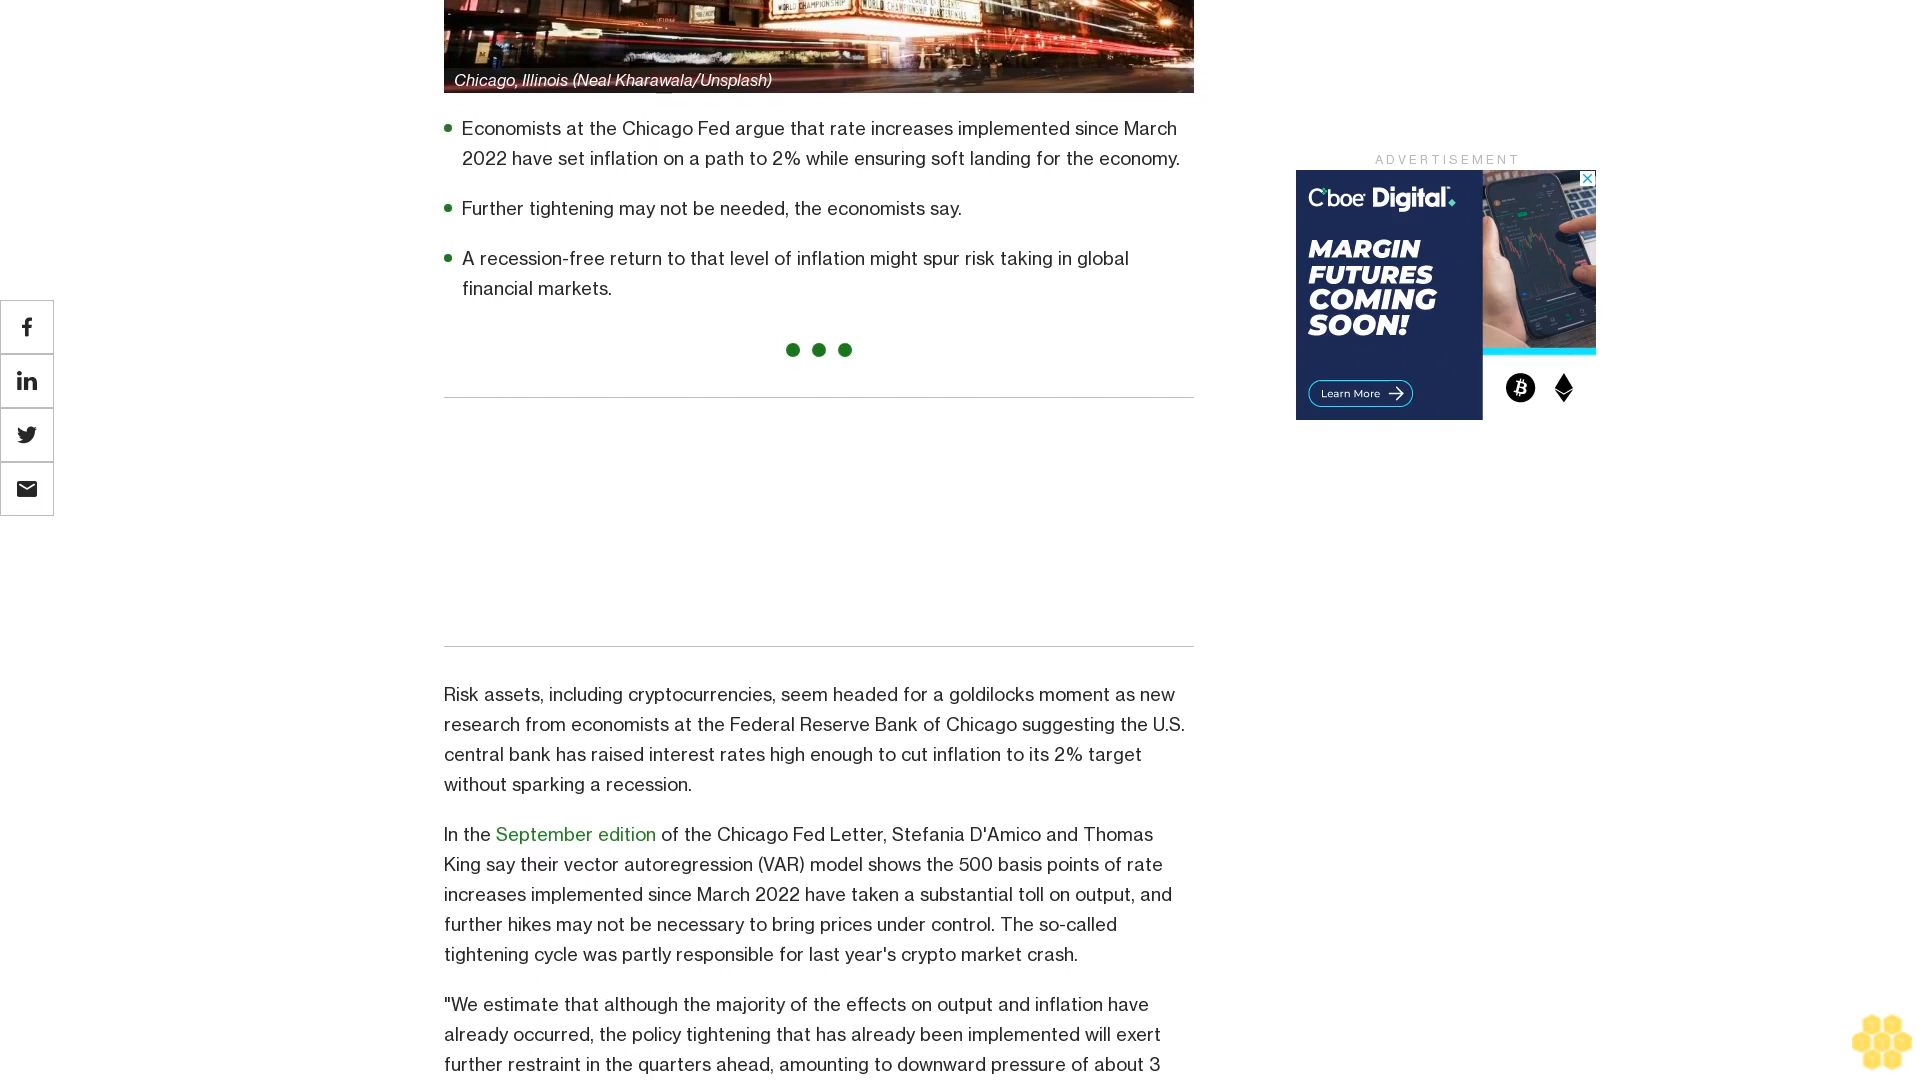 WORLD CHAMPIONSHIP
Chicago, Illinois (Neal Kharawala/Unsplash)
Economists at the Chicago Fed argue that rate increases implemented since March
2022 have set inflation on a path to 2% while ensuring soft landing for the economy.
Further tightening may not be needed, the economists say.
A recession-free return to that level of inflation might spur risk taking in global
financial markets.
ADVERTISEMENT
Cboe Digital
MARGIN
FUTURES
COMING
SOON!
Learn More
Risk assets, including cryptocurrencies, seem headed for a goldilocks moment as new
research from economists at the Federal Reserve Bank of Chicago suggesting the U.S.
central bank has raised interest rates high enough to cut inflation to its 2% target
without sparking a recession.
In the September edition of the Chicago Fed Letter, Stefania D'Amico and Thomas
King say their vector autoregression (VAR) model shows the 500 basis points of rate
increases implemented since March 2022 have taken a substantial toll on output, and
further hikes may not be necessary to bring prices under control. The so-called
tightening cycle was partly responsible for last year's crypto market crash.
"We estimate that although the majority of the effects on output and inflation have
already occurred, the policy tightening that has already been implemented will exert
further restraint in the quarters ahead, amounting to downward pressure of about 3